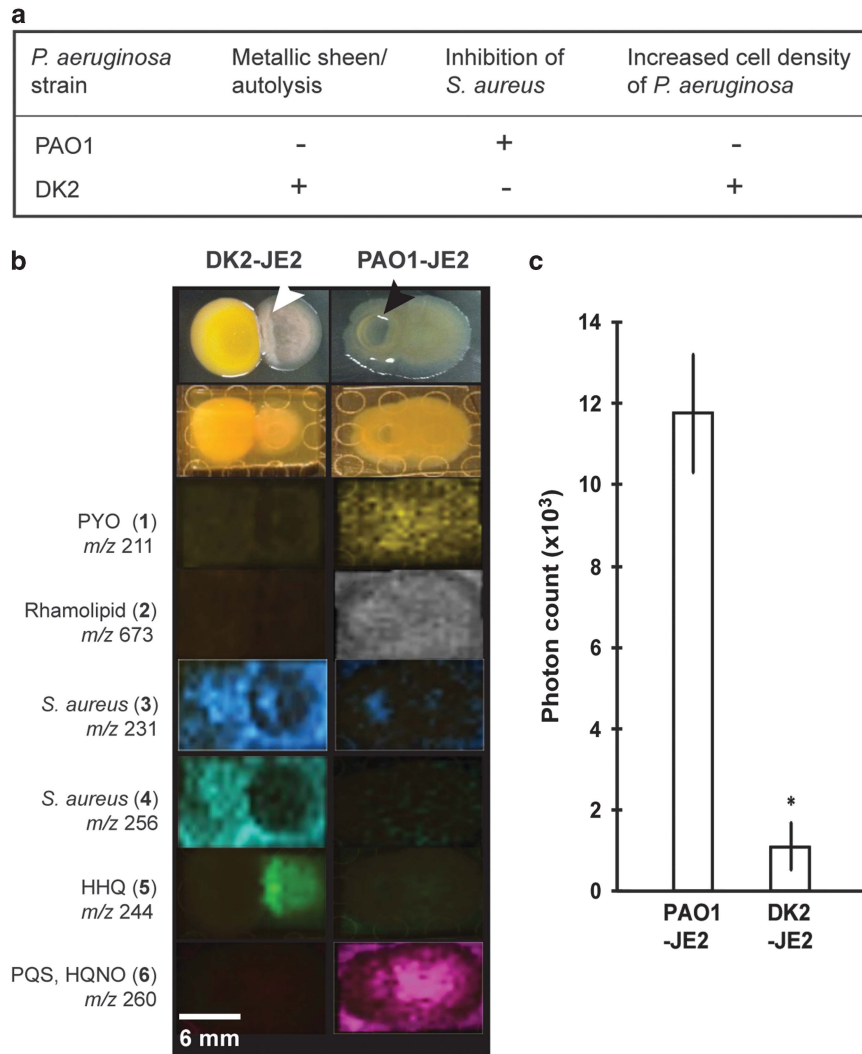 a
P. aeruginosa strain
Metallic sheen/ autolysis
Inhibition of S. aureus
Increased cell density of P. aeruginosa
PAO1 - + -
DK2 + - +
b
DK2-JE2 PAO1-JE2
PYO (1)
m/z 211
Rhamolipid (2)
m/z 673
S. aureus (3)
m/z 231
S. aureus (4)
m/z 256
HHQ (5)
m/z 244
PQS, HQNO (6)
m/z 260
6 mm
c
Photon count (x10³)
14
12
10
8
6
4
2
0
*
PAO1
-JE2
DK2
-JE2